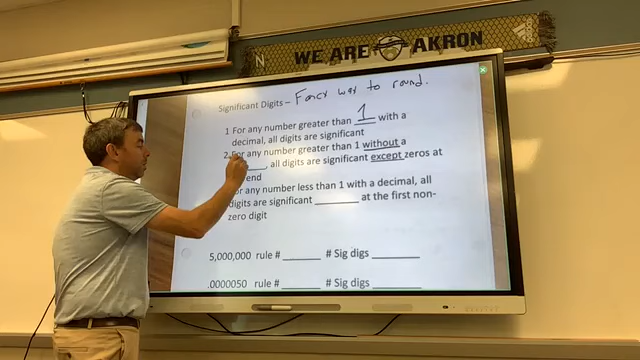 WE ARE AKRON
N
adidas
Significant Digits – Fancy way to round.
1 For any number greater than 1 with a
decimal, all digits are significant
2. For any number greater than 1 without a
______, all digits are significant except zeros at
end
or any number less than 1 with a decimal, all
digits are significant ________ at the first non-
zero digit
5,000,000 rule # _______ # Sig digs ________
.0000050 rule # _______ # Sig digs ________